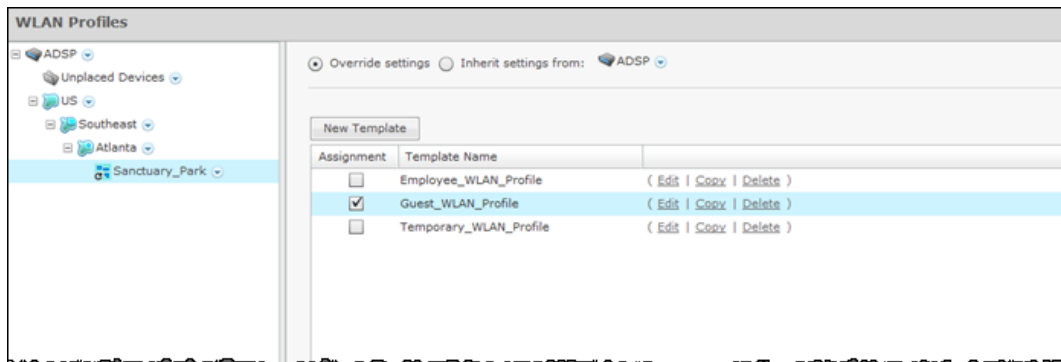 WLAN Profiles
ADSP
Unplaced Devices
US
Southeast
Atlanta
Sanctuary_Park
Override settings Inherit settings from: ADSP
New Template
Assignment Template Name
Employee_WLAN_Profile ( Edit | Copy | Delete )
Guest_WLAN_Profile ( Edit | Copy | Delete )
Temporary_WLAN_Profile ( Edit | Copy | Delete )